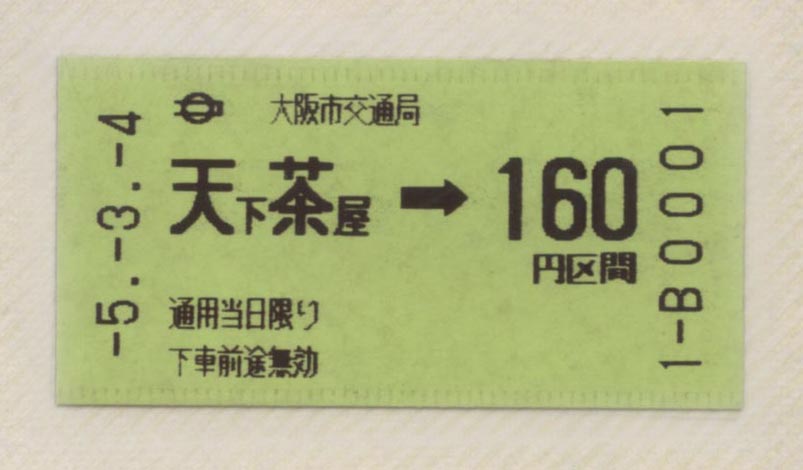 大阪市交通局
天下茶屋 → 160
円区間
通用当日限り
下車前途無効
-5.-3.-4
1-B0001